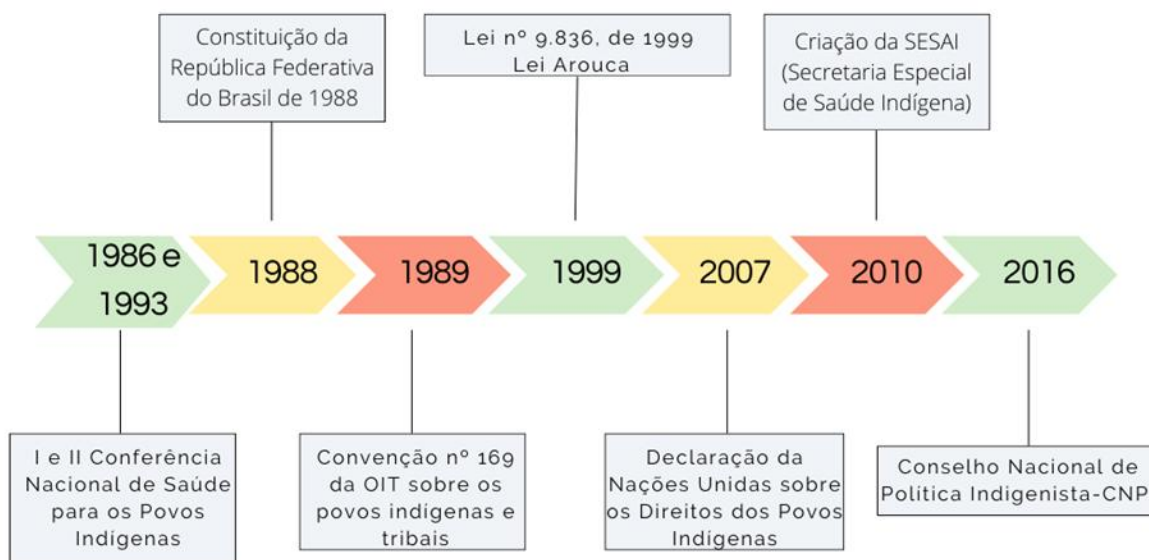 Constituição da
República Federativa
do Brasil de 1988
Lei nº 9.836, de 1999
Lei Arouca
Criação da SESAI
(Secretaria Especial
de Saúde Indígena)
1986 e
1993
1988
1989
1999
2007
2010
2016
I e II Conferência
Nacional de Saúde
para os Povos
Indígenas
Convenção nº 169
da OIT sobre os
povos indígenas e
tribais
Declaração da
Nações Unidas sobre
os Direitos dos Povos
Indígenas
Conselho Nacional de
Política Indigenista-CNP